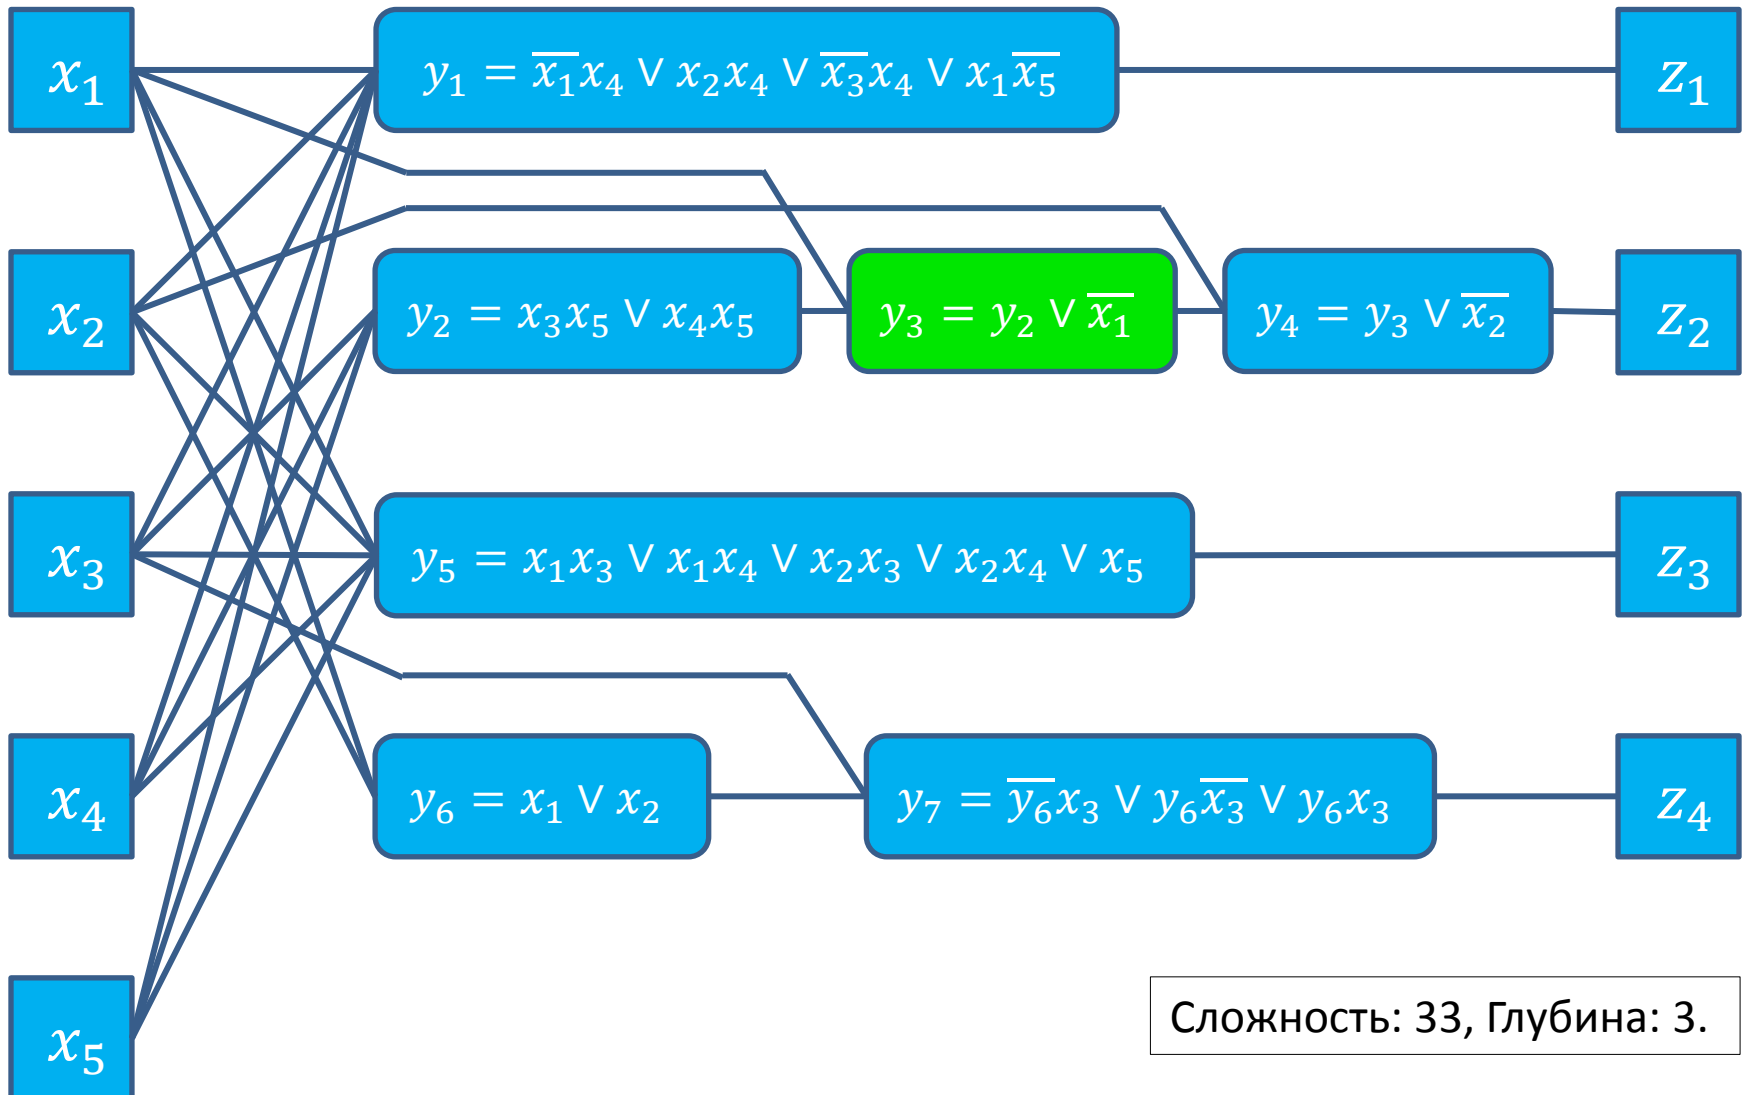 x₁
y₁ = x̅₁x₄ ∨ x₂x₄ ∨ x̅₃x₄ ∨ x₁x̅₅
z₁
x₂
y₂ = x₃x₅ ∨ x₄x₅
y₃ = y₂ ∨ x̅₁
y₄ = y₃ ∨ x̅₂
z₂
x₃
y₅ = x₁x₃ ∨ x₁x₄ ∨ x₂x₃ ∨ x₂x₄ ∨ x₅
z₃
x₄
y₆ = x₁ ∨ x₂
y₇ = y̅₆x₃ ∨ y₆x̅₃ ∨ y₆x₃
z₄
x₅
Сложность: 33, Глубина: 3.